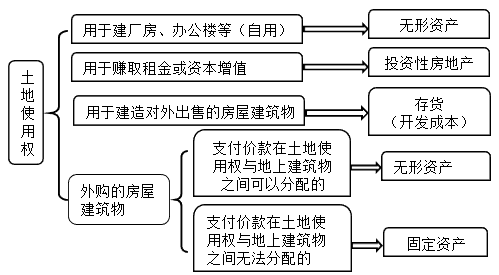 土地使用权
用于建厂房、办公楼等（自用）
无形资产
用于赚取租金或资本增值
投资性房地产
用于建造对外出售的房屋建筑物
存货
（开发成本）
外购的房屋
建筑物
支付价款在土地使
用权与地上建筑物
之间可以分配的
无形资产
支付价款在土地使
用权与地上建筑物
之间无法分配的
固定资产